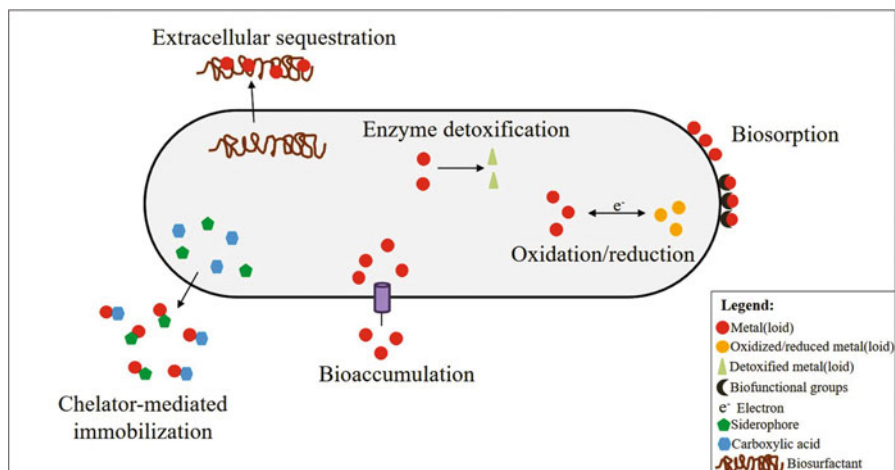 Extracellular sequestration
Enzyme detoxification
Biosorption
e-
Oxidation/reduction
Bioaccumulation
Chelator-mediated
immobilization
Legend:
Metal(loid)
Oxidized/reduced metal(loid)
Detoxified metal(loid)
Biofunctional groups
e- Electron
Siderophore
Carboxylic acid
Biosurfactant